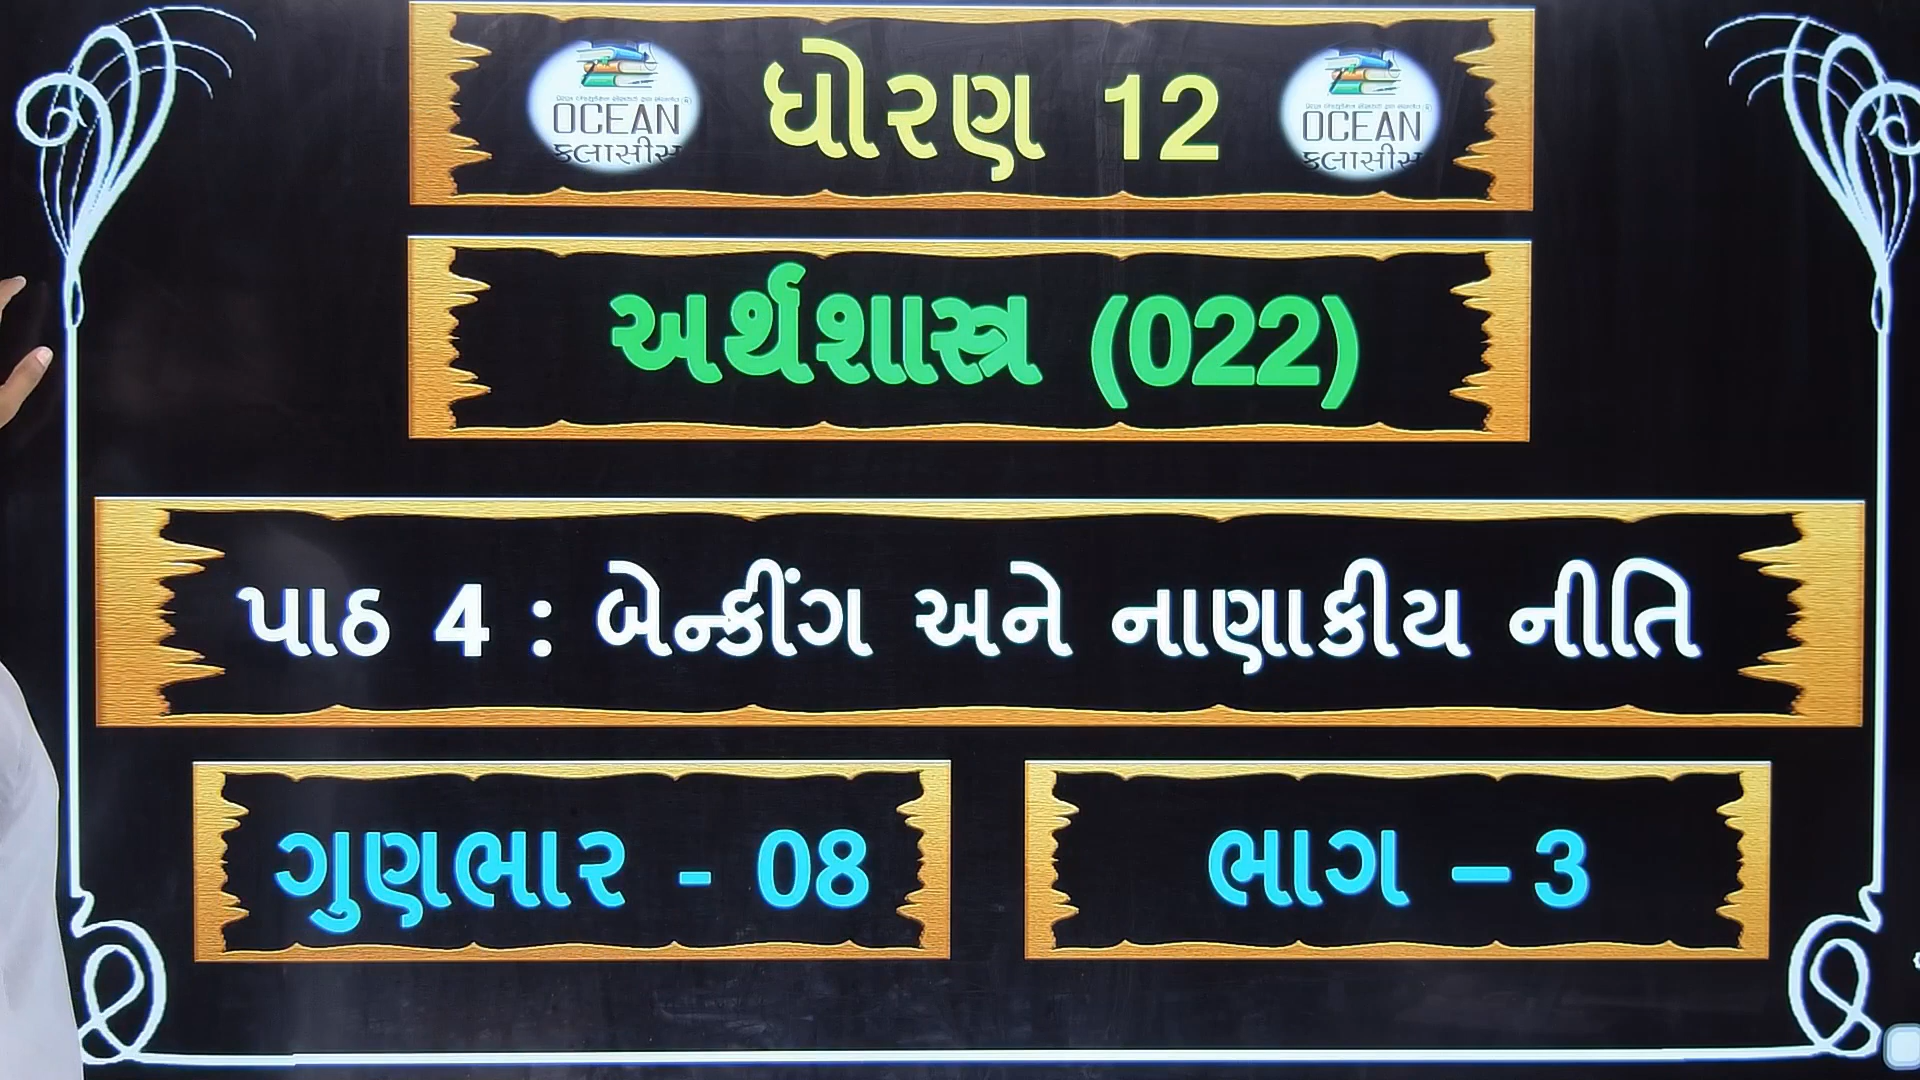 ધોરણ 12
OCEAN
ક્લાસીસ
OCEAN
ક્લાસીસ
અર્થશાસ્ત્ર (022)
પાઠ 4 : બેન્કીંગ અને નાણાકીય નીતિ
ગુણભાર - 08
ભાગ – 3